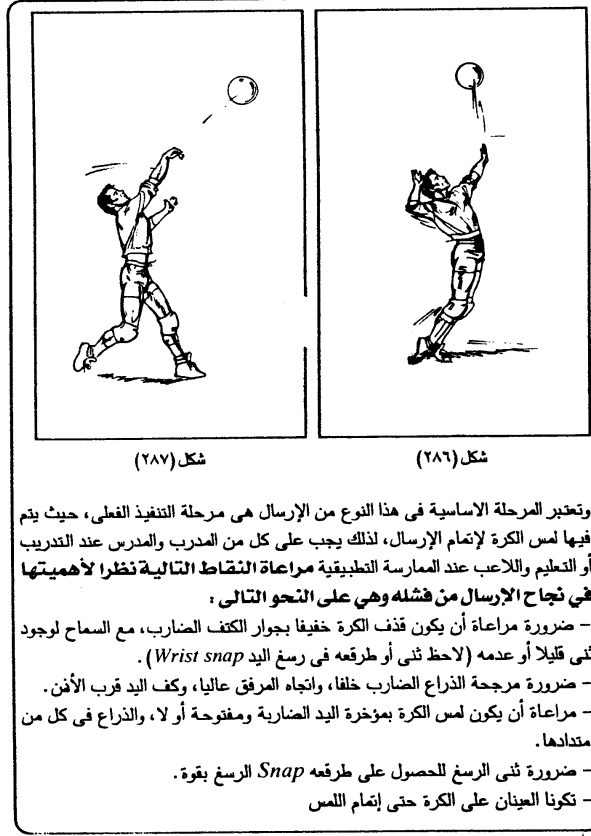 شكل (٢٨٦)
شكل (٢٨٧)
وتعتبر المرحلة الاساسية فى هذا النوع من الإرسال هى مرحلة التنفيذ الفعلى، حيث يتم
فيها لمس الكرة لإتمام الإرسال، لذلك يجب على كل من المدرب والمدرس عند التدريب
أو التعليم واللاعب عند الممارسة التطبيقية مراعاة النقاط التالية نظرا لأهميتها
في نجاح الإرسال من فشله وهي على النحو التالى :
– ضرورة مراعاة أن يكون قذف الكرة خفيفا بجوار الكتف الضارب، مع السماح لوجود
ثنى قليلا أو عدمه (لاحظ ثنى أو طرقعه فى رسغ اليد Wrist snap) .
– ضرورة مرجحة الذراع الضارب خلفا، واتجاه المرفق عاليا، وكف اليد قرب الأذن.
– مراعاة أن يكون لمس الكرة بمؤخرة اليد الضاربة ومفتوحة أو لا، والذراع فى كل من
متدادها.
– ضرورة ثنى الرسغ للحصول على طرقعه Snap الرسغ بقوة.
– تكونا العينان على الكرة حتى إتمام اللمس